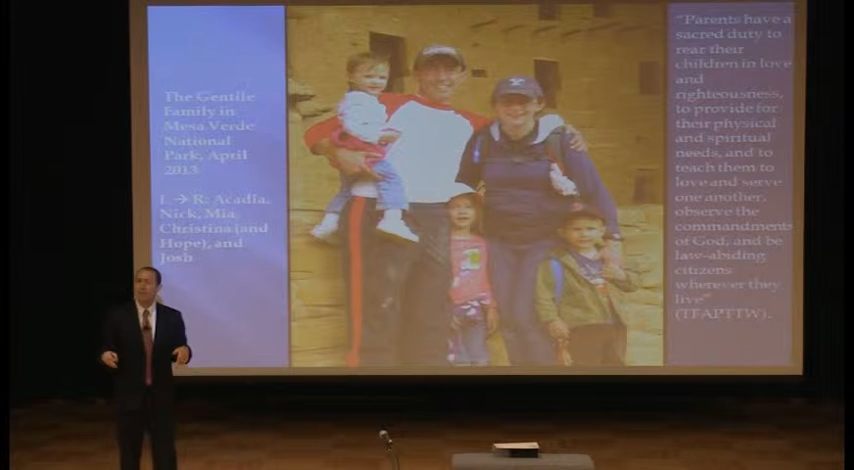 The Gentile
Family in
Mesa Verde
National
Park, April
2013
L → R: Acadia,
Nick, Mia,
Christina (and
Hope), and
Josh
"Parents have a
sacred duty to
rear their
children in love
and
righteousness,
to provide for
their physical
and spiritual
needs, and to
teach them to
love and serve
one another,
observe the
commandments
of God, and be
law-abiding
citizens
wherever they
live"
(TFAPTTW).